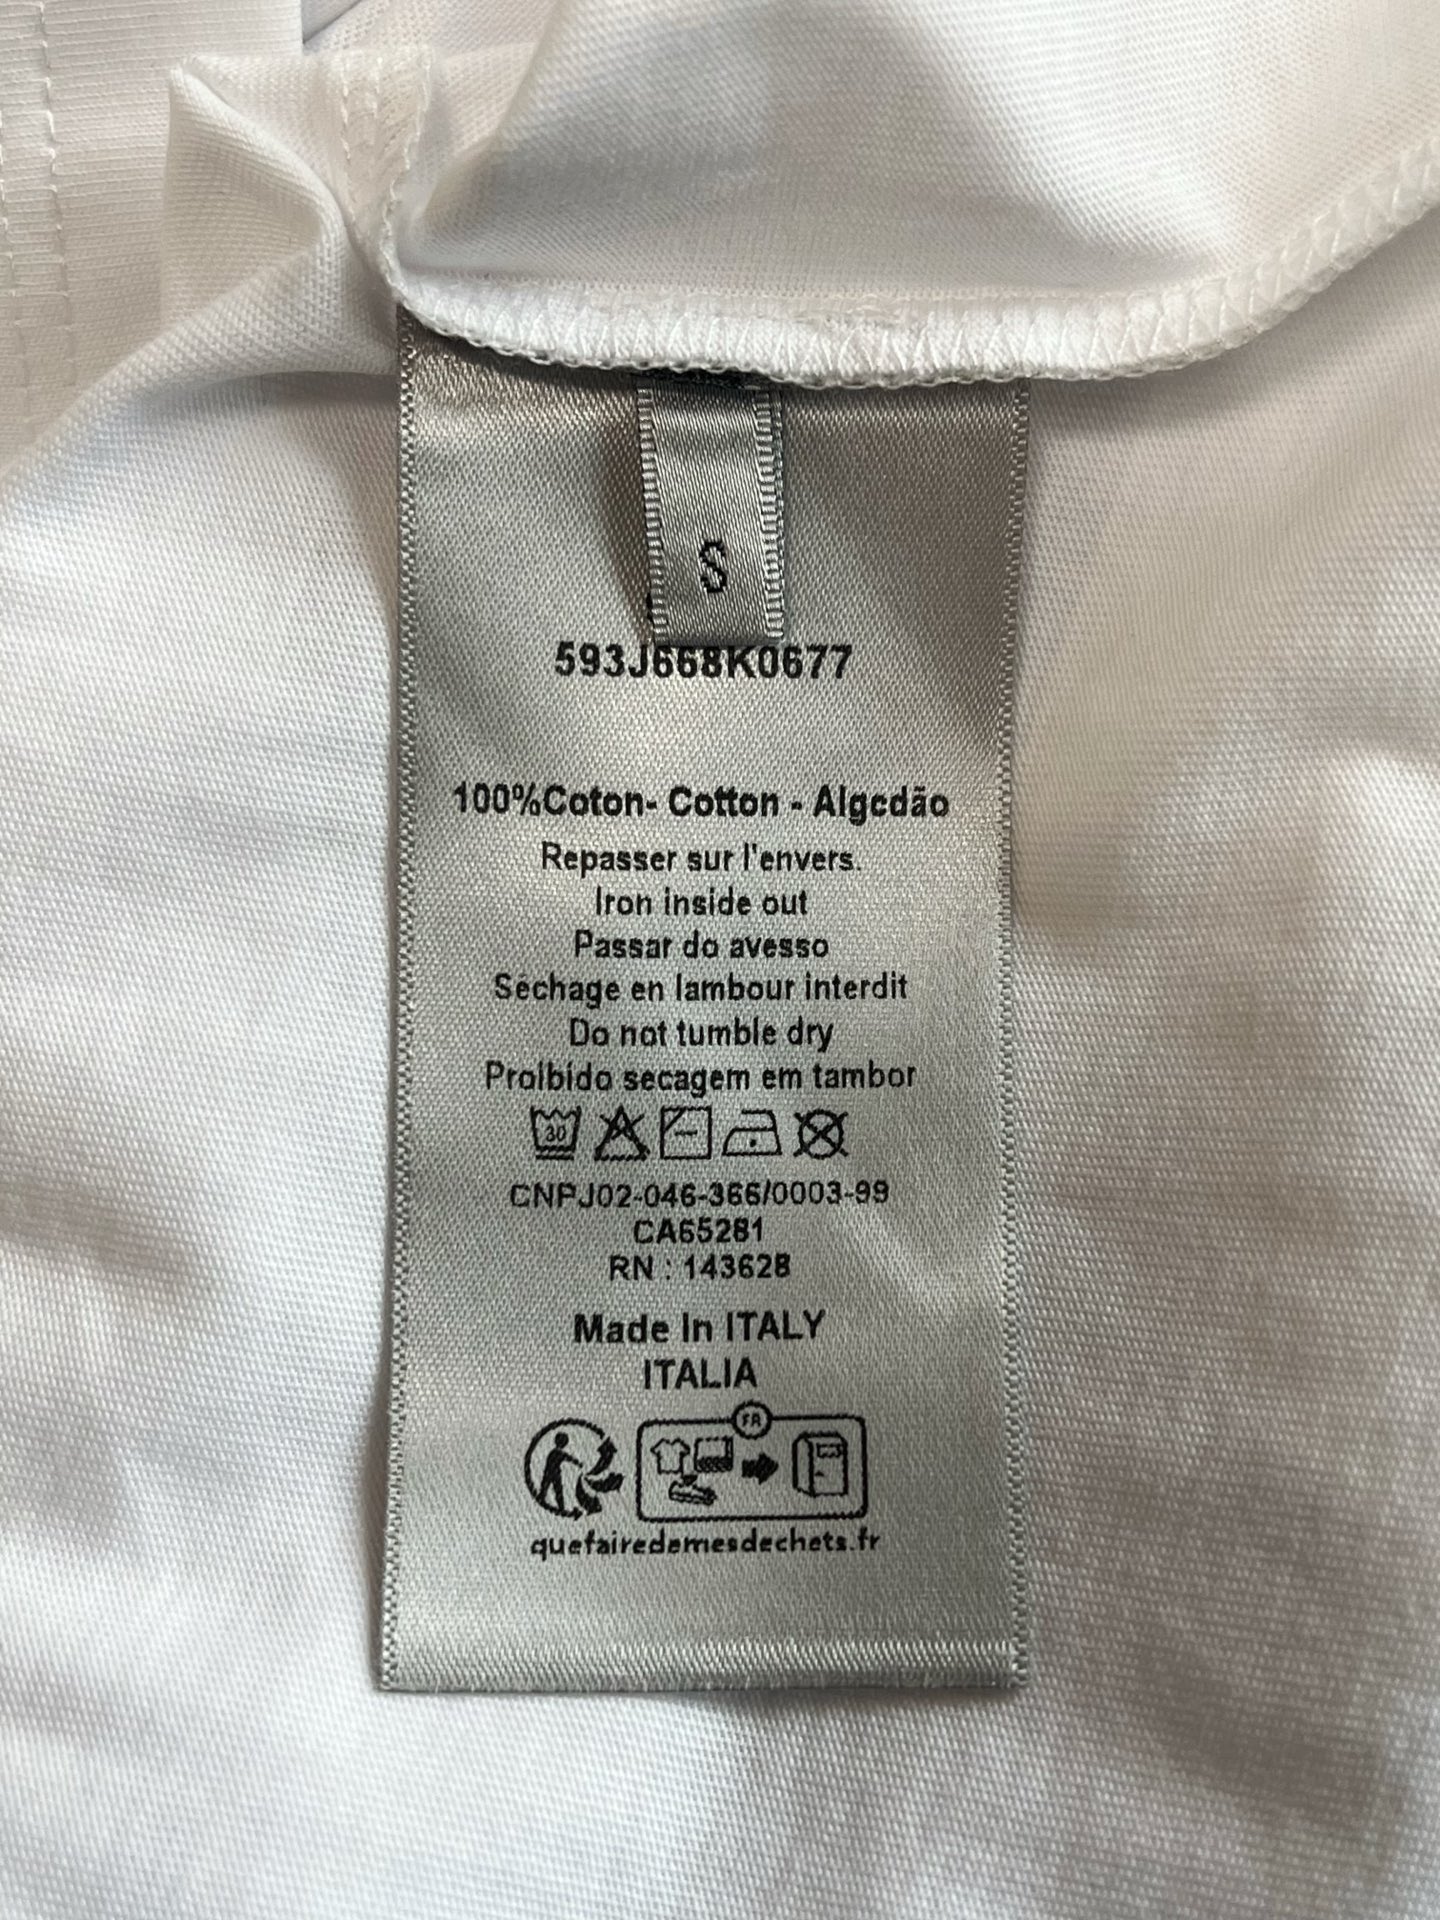 S
593J668K0677
100%Coton- Cotton - Algodão
Repasser sur l'envers.
Iron inside out
Passar do avesso
Séchage en lambour interdit
Do not tumble dry
Proibido secagem em tambor
30
CNPJ02-046-366/0003-99
CA65281
RN : 143628
Made In ITALY
ITALIA
FR
quefairedemesdechets.fr